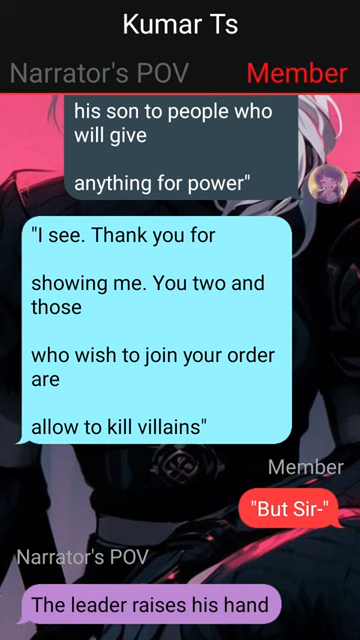 Kumar Ts
Narrator's POV
Member
his son to people who
will give
anything for power"
"I see. Thank you for
showing me. You two and
those
who wish to join your order
are
allow to kill villains"
Member
"But Sir-"
Narrator's POV
The leader raises his hand